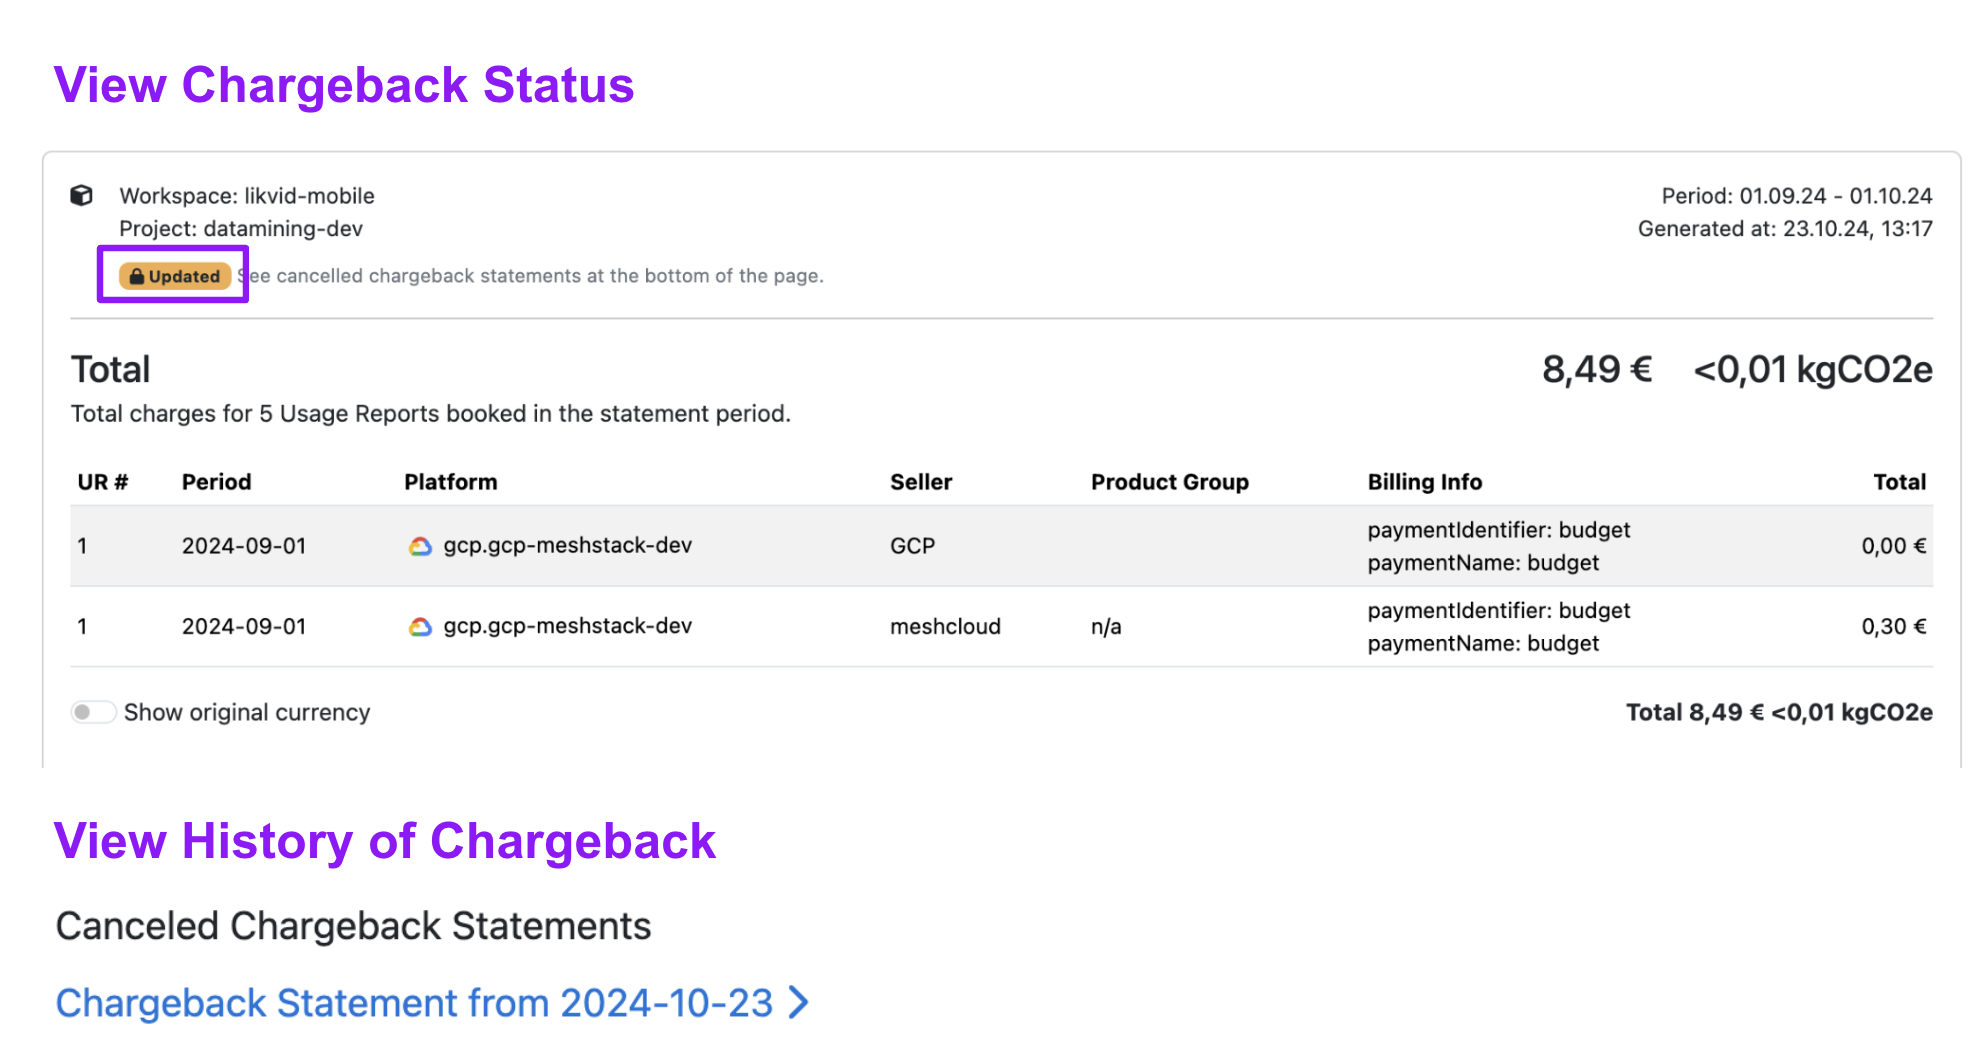 View Chargeback Status
Workspace: likvid-mobile
Period: 01.09.24 - 01.10.24
Project: datamining-dev
Generated at: 23.10.24, 13:17
Updated
See cancelled chargeback statements at the bottom of the page.
Total
8,49 € <0,01 kgCO2e
Total charges for 5 Usage Reports booked in the statement period.
UR # Period Platform Seller Product Group Billing Info Total
1 2024-09-01 gcp.gcp-meshstack-dev GCP paymentIdentifier: budget paymentName: budget 0,00 €
1 2024-09-01 gcp.gcp-meshstack-dev meshcloud n/a paymentIdentifier: budget paymentName: budget 0,30 €
Show original currency
Total 8,49 € <0,01 kgCO2e
View History of Chargeback
Canceled Chargeback Statements
Chargeback Statement from 2024-10-23